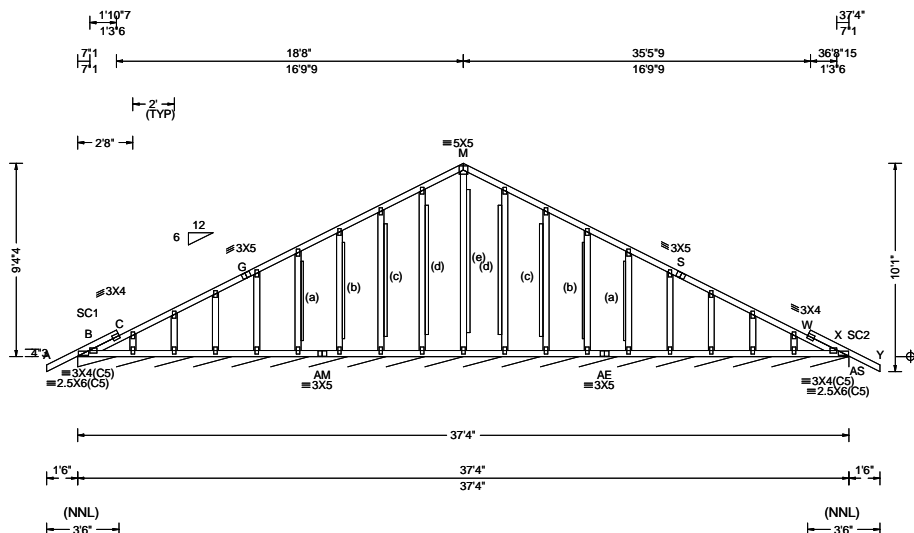 1'10"7
1'3"6
37'4"
7"1
7"1
7"1
18'8"
16'9"9
35'5"9
16'9"9
36'8"15
1'3"6
2'
(TYP)
2'8"
≡5X5
M
12
6
≡3X5
G
≡3X5
S
9'4"4
10'1"
(a)
(b)
(c)
(d)
(e)
(d)
(c)
(b)
(a)
≡3X4
SC1
B
C
≡3X4
W
X
SC2
A
4"3
Y
≡3X4(C5)
≡2.5X6(C5)
AM
≡3X5
AE
≡3X5
AS
≡3X4(C5)
≡2.5X6(C5)
37'4"
1'6"
37'4"
37'4"
1'6"
(NNL)
3'6"
(NNL)
3'6"